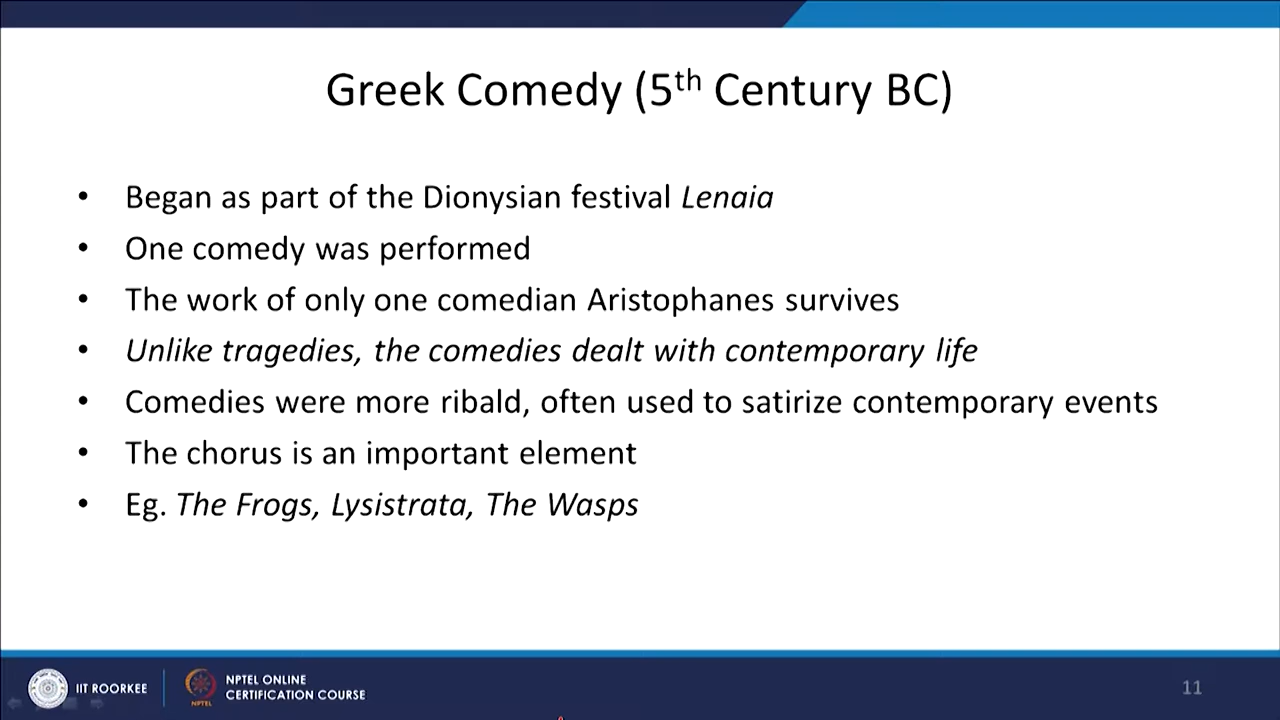 Greek Comedy (5th Century BC)
• Began as part of the Dionysian festival Lenaia
• One comedy was performed
• The work of only one comedian Aristophanes survives
• Unlike tragedies, the comedies dealt with contemporary life
• Comedies were more ribald, often used to satirize contemporary events
• The chorus is an important element
• Eg. The Frogs, Lysistrata, The Wasps
IIT ROORKEE
NPTEL
NPTEL ONLINE
CERTIFICATION COURSE
11